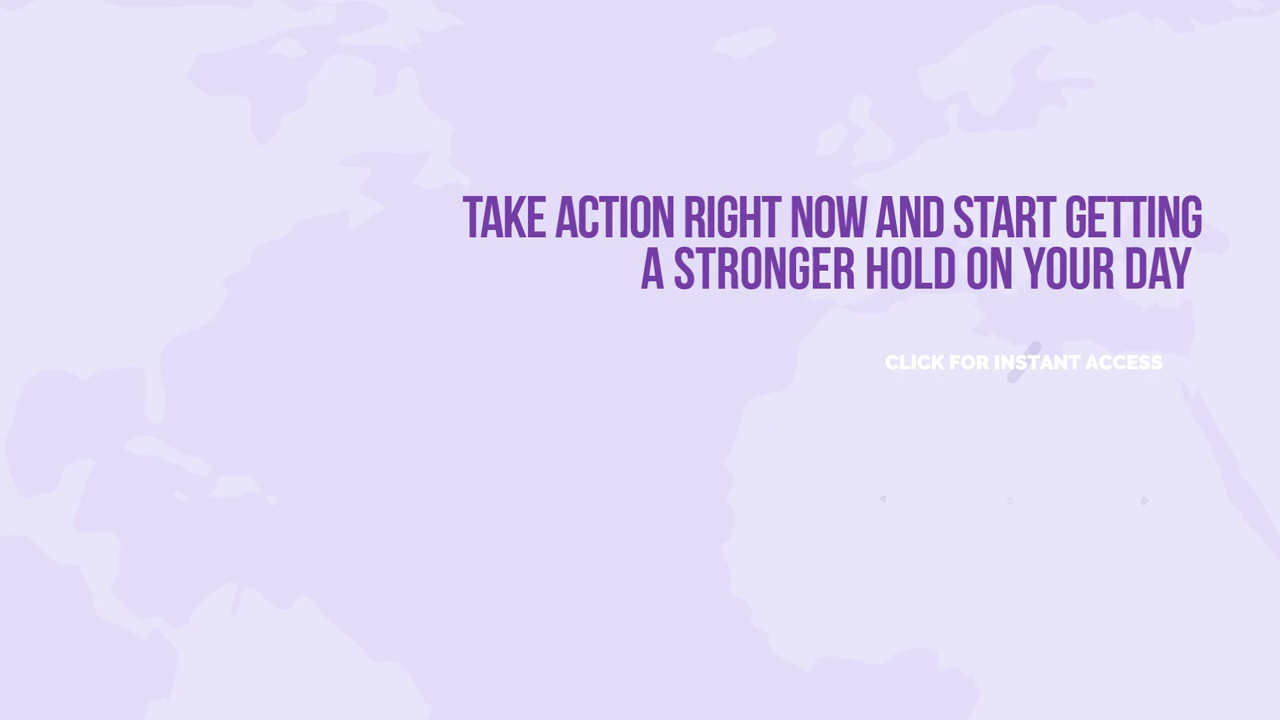 TAKE ACTION RIGHT NOW AND START GETTING
A STRONGER HOLD ON YOUR DAY
CLICK FOR INSTANT ACCESS